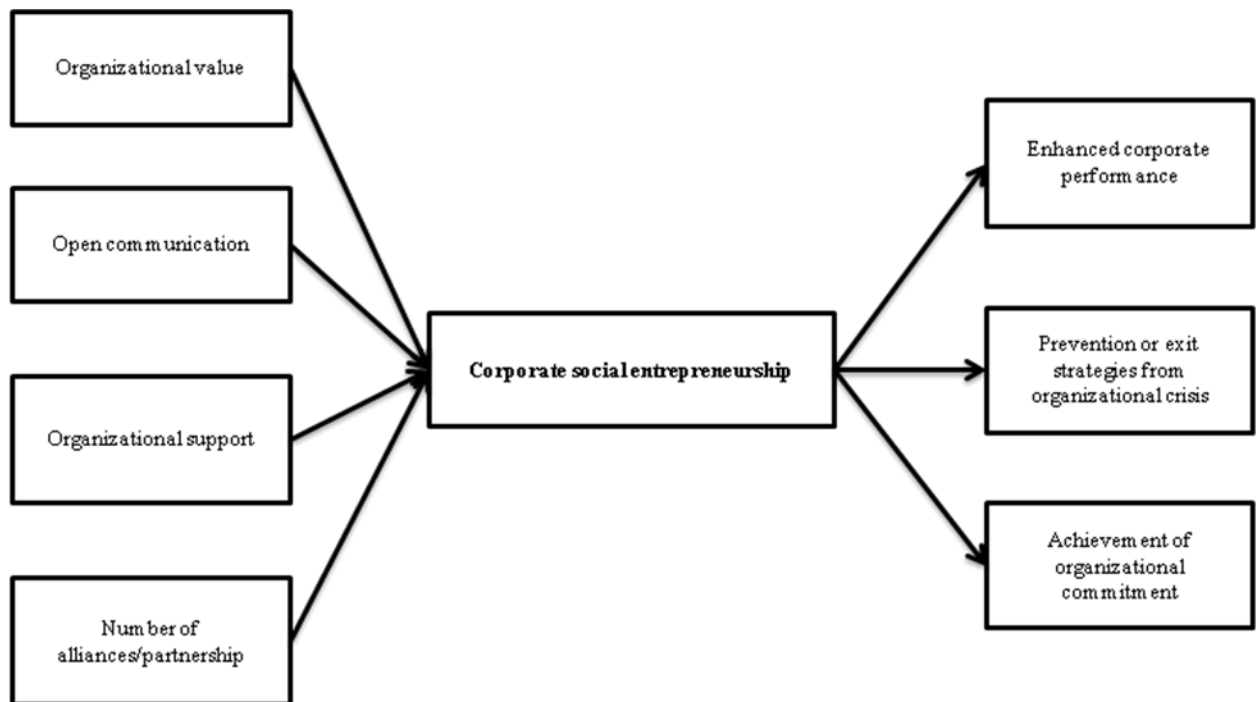 Organizational value
Open communication
Organizational support
Number of
alliances/partnership
Corporate social entrepreneurship
Enhanced corporate
performance
Prevention or exit
strategies from
organizational crisis
Achievement of
organizational
commitment